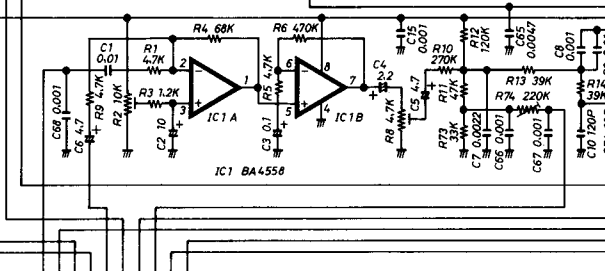 R4 68K
R6 470K
C15
0.001
R12
120K
C65
0.0047
C8
0.001
C1
0.01
R1
4.7K
2
1
3
R5 4.7K
6
8
7
5
4
C4
2.2
R10
270K
R13 39K
R14
39K
C68 0.001
C6 4.7
R9 4.7K
R2 10K
R3 1.2K
C2 10
IC1A
C3 0.1
IC1B
R8 4.7K
C5 4.7
R11
47K
R74
220K
R73
33K
C7 0.0022
C66 0.001
C67 0.001
C10 120P
IC1 BA4558